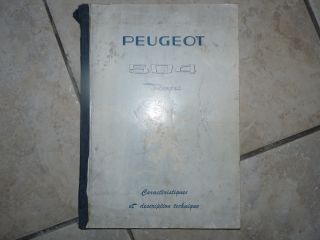 PEUGEOT
504
Caractéristiques
et description technique